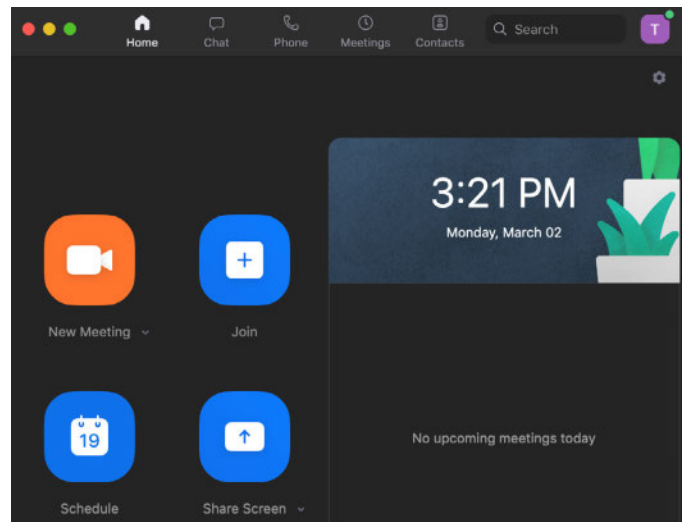 Home
Chat
Phone
Meetings
Contacts
Search
T
3:21 PM
Monday, March 02
New Meeting
Join
19
Schedule
Share Screen
No upcoming meetings today